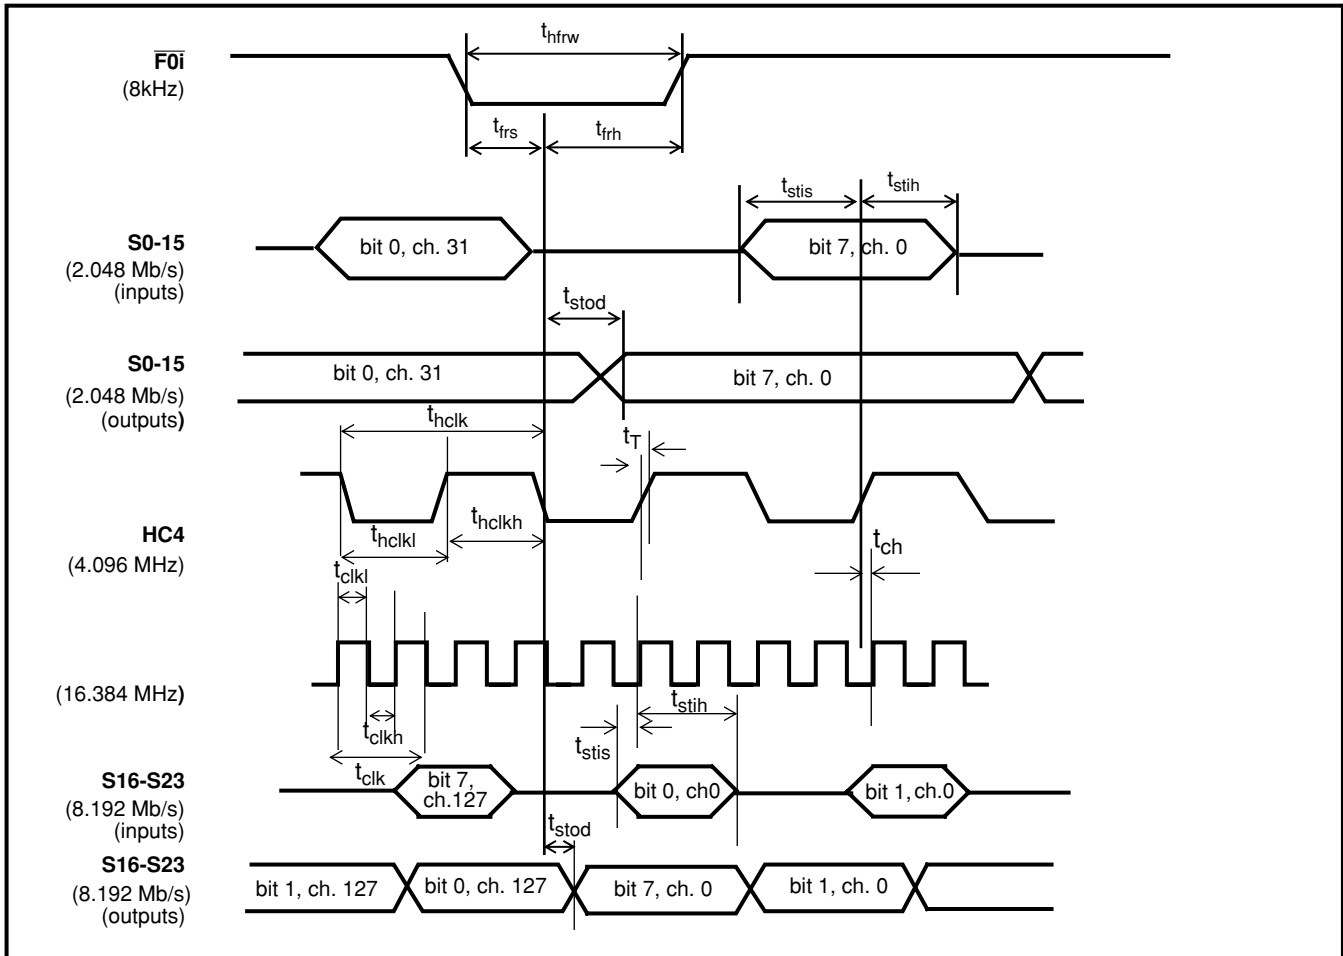 F0i
(8kHz)
thfrw
tfrs
tfrh
tstis
tstih
S0-15
(2.048 Mb/s)
(inputs)
bit 0, ch. 31
bit 7, ch. 0
tstod
S0-15
(2.048 Mb/s)
(outputs)
bit 0, ch. 31
bit 7, ch. 0
thclk
tT
HC4
(4.096 MHz)
thclkl
thclkh
tch
tclkl
(16.384 MHz)
tclkh
tclk
tstis
tstih
S16-S23
(8.192 Mb/s)
(inputs)
bit 7,
ch.127
bit 0, ch0
bit 1, ch.0
tstod
S16-S23
(8.192 Mb/s)
(outputs)
bit 1, ch. 127
bit 0, ch. 127
bit 7, ch. 0
bit 1, ch. 0